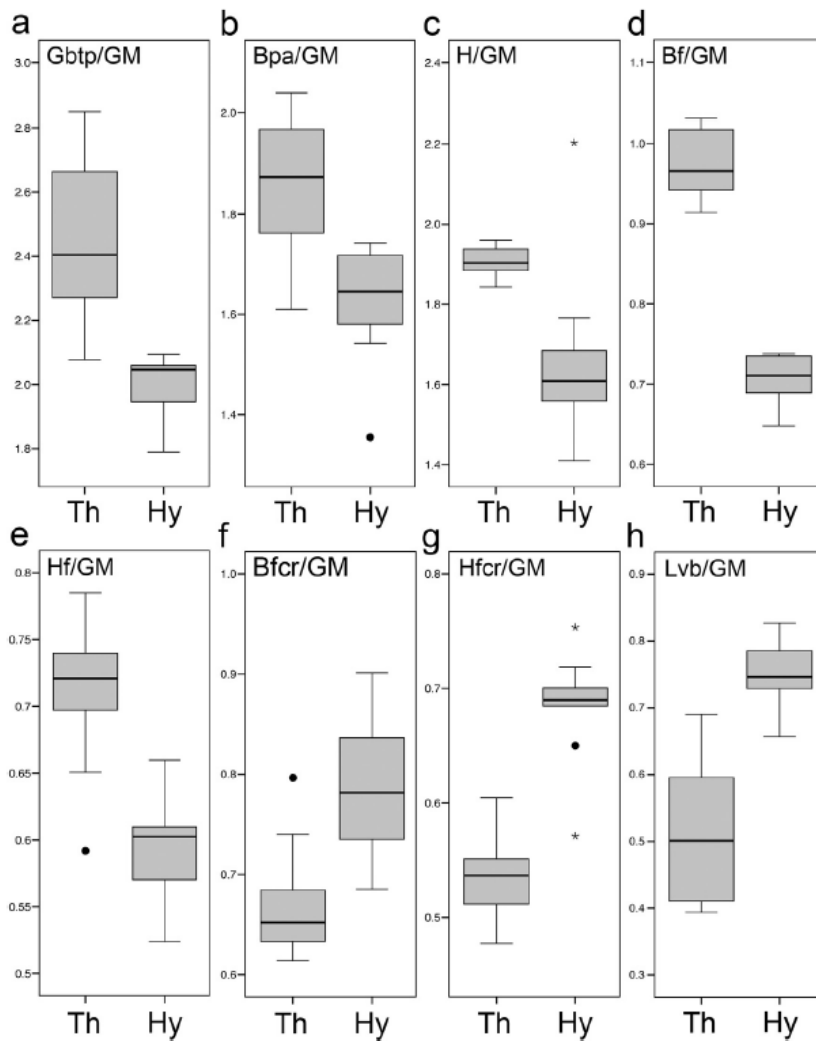 a
Gbtp/GM
3.0
2.8
2.6
2.4
2.2
2.0
1.8
Th Hy
b
Bpa/GM
2.0
1.8
1.6
1.4
Th Hy
c
H/GM
2.4
2.2
1.9
1.8
1.6
1.4
Th Hy
d
Bf/GM
1.1
1.0
0.9
0.8
0.7
0.6
Th Hy
e
Hf/GM
0.8
0.75
0.7
0.65
0.6
0.55
0.5
Th Hy
f
Bfcr/GM
1.0
0.9
0.8
0.7
0.6
Th Hy
g
Hfcr/GM
0.8
0.7
0.6
0.5
Th Hy
h
Lvb/GM
0.9
0.8
0.7
0.6
0.5
0.4
0.3
Th Hy